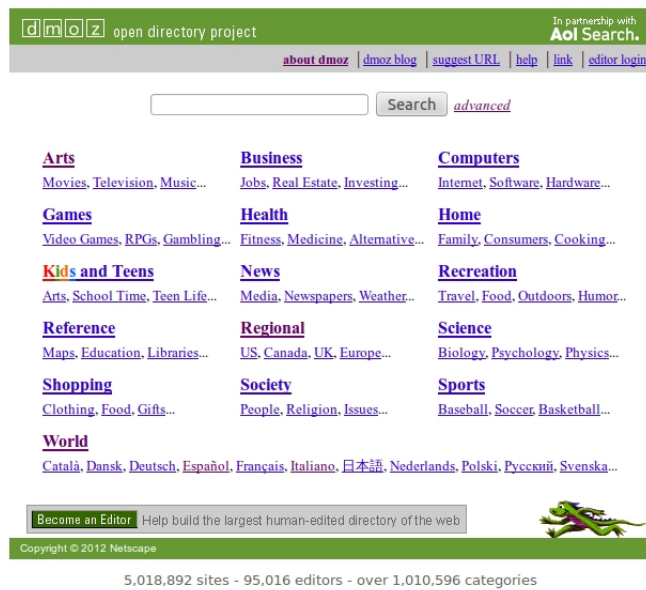 dmoz open directory project
In partnership with
Aol Search.
about dmoz | dmoz blog | suggest URL | help | link | editor login
Search advanced
Arts Business Computers
Movies, Television, Music... Jobs, Real Estate, Investing... Internet, Software, Hardware...
Games Health Home
Video Games, RPGs, Gambling... Fitness, Medicine, Alternative... Family, Consumers, Cooking...
Kids and Teens News Recreation
Arts, School Time, Teen Life... Media, Newspapers, Weather... Travel, Food, Outdoors, Humor...
Reference Regional Science
Maps, Education, Libraries... US, Canada, UK, Europe... Biology, Psychology, Physics...
Shopping Society Sports
Clothing, Food, Gifts... People, Religion, Issues... Baseball, Soccer, Basketball...
World
Català, Dansk, Deutsch, Español, Français, Italiano, 日本語, Nederlands, Polski, Русский, Svenska...
Become an Editor Help build the largest human-edited directory of the web
Copyright © 2012 Netscape
5,018,892 sites - 95,016 editors - over 1,010,596 categories